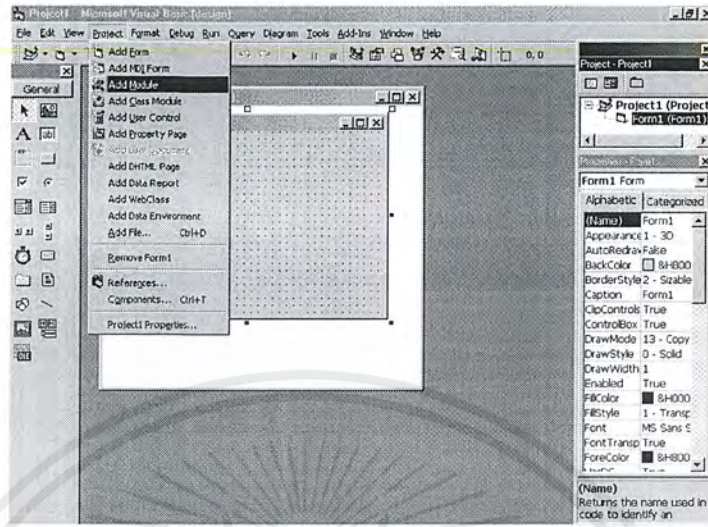 Project1 - Microsoft Visual Basic [design]
File Edit View Project Format Debug Run Query Diagram Tools Add-Ins Window Help
0, 0
General
Add Form
Add MDI Form
Add Module
Add Class Module
Add User Control
Add Property Page
Add User Document
Add DHTML Page
Add Data Report
Add WebClass
Add Data Environment
Add File... Ctrl+D
Remove Form1
References...
Components... Ctrl+T
Project1 Properties...
Project - Project1
Project1 (Project
Form1 (Form1)
Properties - Form1
Form1 Form
Alphabetic Categorized
(Name) Form1
Appearance 1 - 3D
AutoRedraw False
BackColor &H800
BorderStyle 2 - Sizable
Caption Form1
ClipControls True
ControlBox True
DrawMode 13 - Copy
DrawStyle 0 - Solid
DrawWidth 1
Enabled True
FillColor &H000
FillStyle 1 - Transp
Font MS Sans S
FontTransp True
ForeColor &H800
(Name)
Returns the name used in
code to identify an